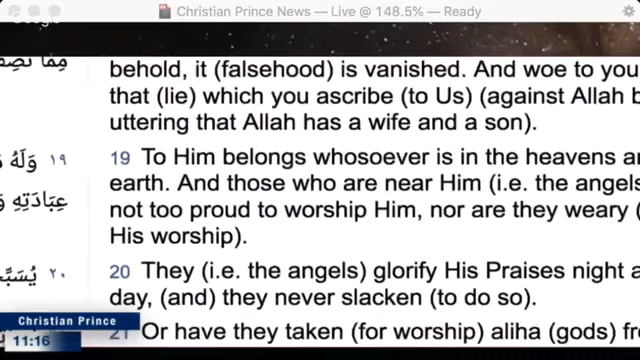 Christian Prince News — Live @ 148.5% — Ready
behold, it (falsehood) is vanished. And woe to you
that (lie) which you ascribe (to Us) (against Allah b
uttering that Allah has a wife and a son).
١٩ وَلَهُ
19 To Him belongs whosoever is in the heavens a
عِبَادَتِهِ
earth. And those who are near Him (i.e. the angels
not too proud to worship Him, nor are they weary (
His worship).
٢٠
20 They (i.e. the angels) glorify His Praises night a
day, (and) they never slacken (to do so).
Christian Prince
11:16
21 Or have they taken (for worship) aliha (gods) fr